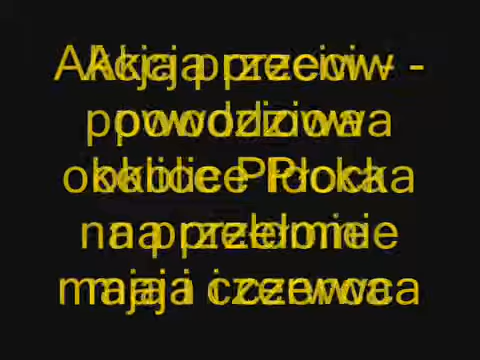 Akcja przeciw -
powodziowa
okolice Płocka
na przełomie
maja i czerwca